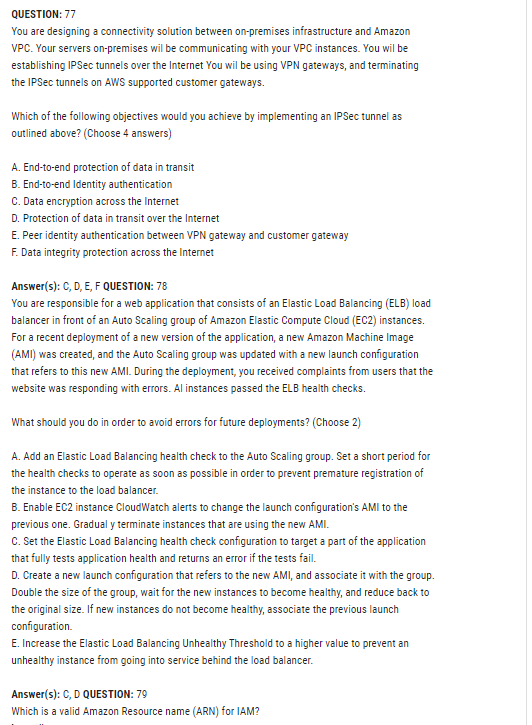 QUESTION: 77
You are designing a connectivity solution between on-premises infrastructure and Amazon
VPC. Your servers on-premises wil be communicating with your VPC instances. You wil be
establishing IPSec tunnels over the Internet You wil be using VPN gateways, and terminating
the IPSec tunnels on AWS supported customer gateways.
Which of the following objectives would you achieve by implementing an IPSec tunnel as
outlined above? (Choose 4 answers)
A. End-to-end protection of data in transit
B. End-to-end Identity authentication
C. Data encryption across the Internet
D. Protection of data in transit over the Internet
E. Peer identity authentication between VPN gateway and customer gateway
F. Data integrity protection across the Internet
Answer(s): C, D, E, F QUESTION: 78
You are responsible for a web application that consists of an Elastic Load Balancing (ELB) load
balancer in front of an Auto Scaling group of Amazon Elastic Compute Cloud (EC2) instances.
For a recent deployment of a new version of the application, a new Amazon Machine Image
(AMI) was created, and the Auto Scaling group was updated with a new launch configuration
that refers to this new AMI. During the deployment, you received complaints from users that the
website was responding with errors. Al instances passed the ELB health checks.
What should you do in order to avoid errors for future deployments? (Choose 2)
A. Add an Elastic Load Balancing health check to the Auto Scaling group. Set a short period for
the health checks to operate as soon as possible in order to prevent premature registration of
the instance to the load balancer.
B. Enable EC2 instance CloudWatch alerts to change the launch configuration's AMI to the
previous one. Gradual y terminate instances that are using the new AMI.
C. Set the Elastic Load Balancing health check configuration to target a part of the application
that fully tests application health and returns an error if the tests fail.
D. Create a new launch configuration that refers to the new AMI, and associate it with the group.
Double the size of the group, wait for the new instances to become healthy, and reduce back to
the original size. If new instances do not become healthy, associate the previous launch
configuration.
E. Increase the Elastic Load Balancing Unhealthy Threshold to a higher value to prevent an
unhealthy instance from going into service behind the load balancer.
Answer(s): C, D QUESTION: 79
Which is a valid Amazon Resource name (ARN) for IAM?